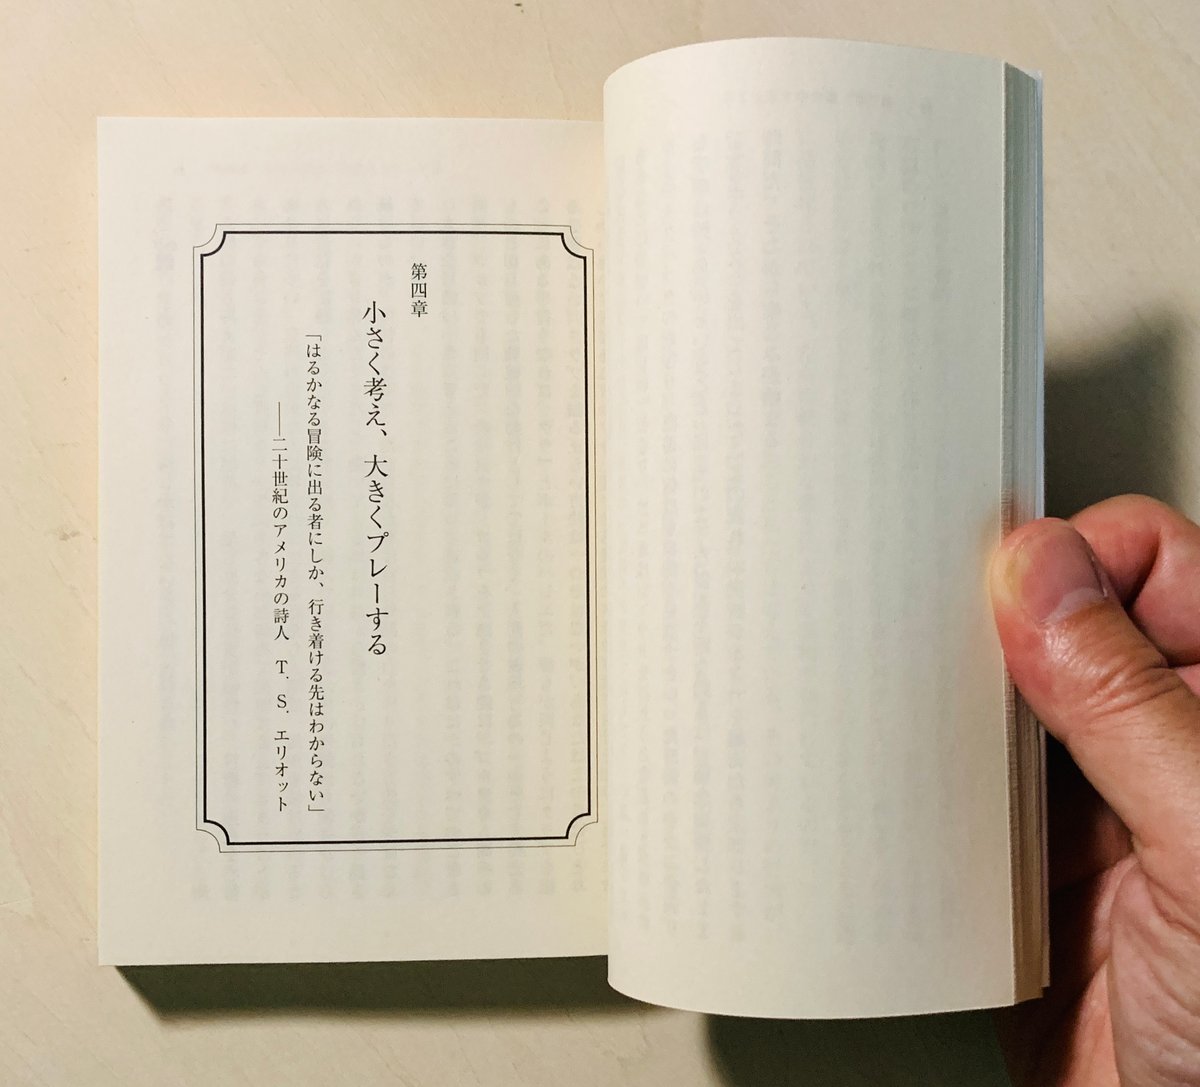 第四章
小さく考え、大きくプレーする
「はるかなる冒険に出る者にしか、行き着ける先はわからない」
──二十世紀のアメリカの詩人　T．S．エリオット